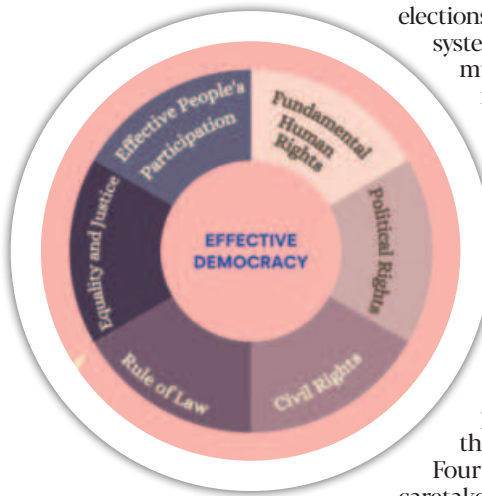 elections
syste
m
EFFECTIVE
DEMOCRACY
Fundamental
Human
Rights
Political Rights
Civil Rights
Rule of Law
Equality and Justice
Effective People's
Participation
th
Four